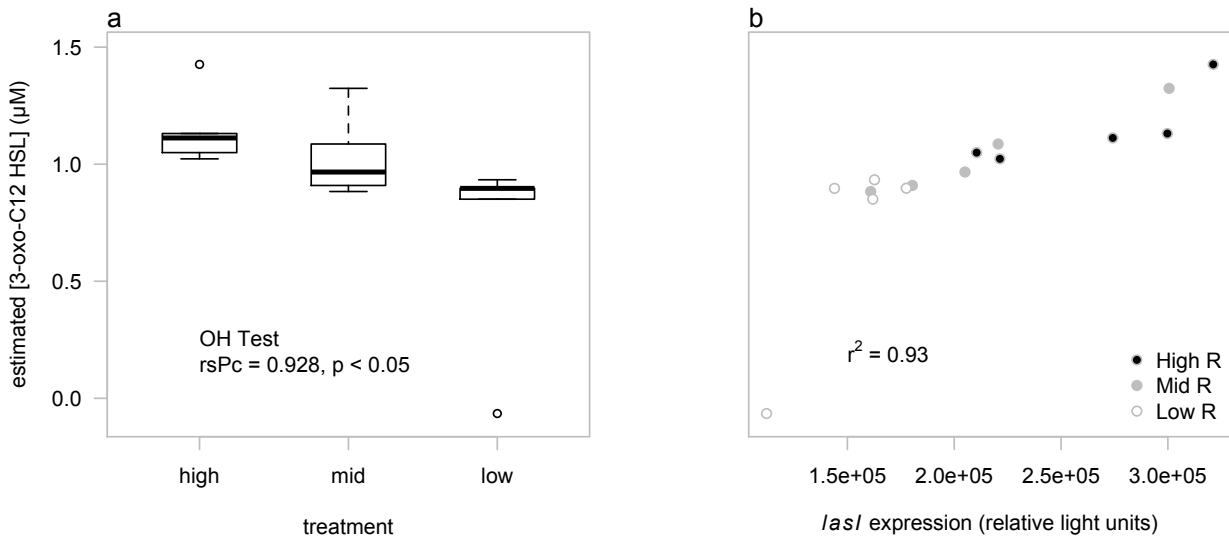 a
estimated [3-oxo-C12 HSL] (µM)
1.5
1.0
0.5
0.0
OH Test
rsPc = 0.928, p < 0.05
high mid low
treatment
b
r² = 0.93
High R
Mid R
Low R
1.5e+05 2.0e+05 2.5e+05 3.0e+05
lasI expression (relative light units)